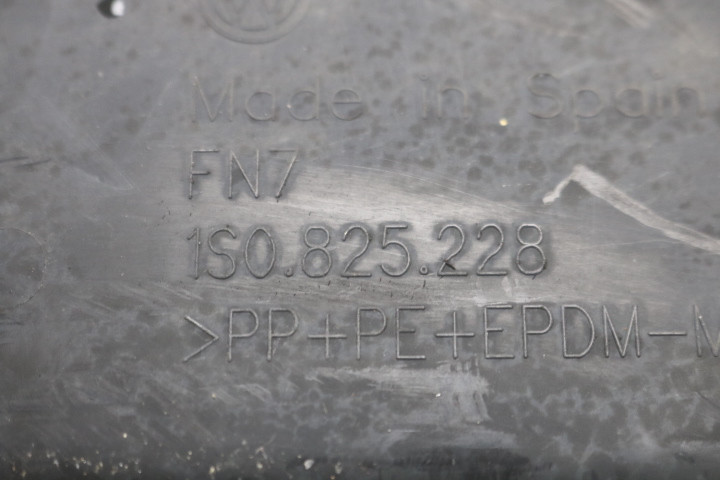 Made in Spain
FN7
1S0.825.228
>PP+PE+EPDM-M